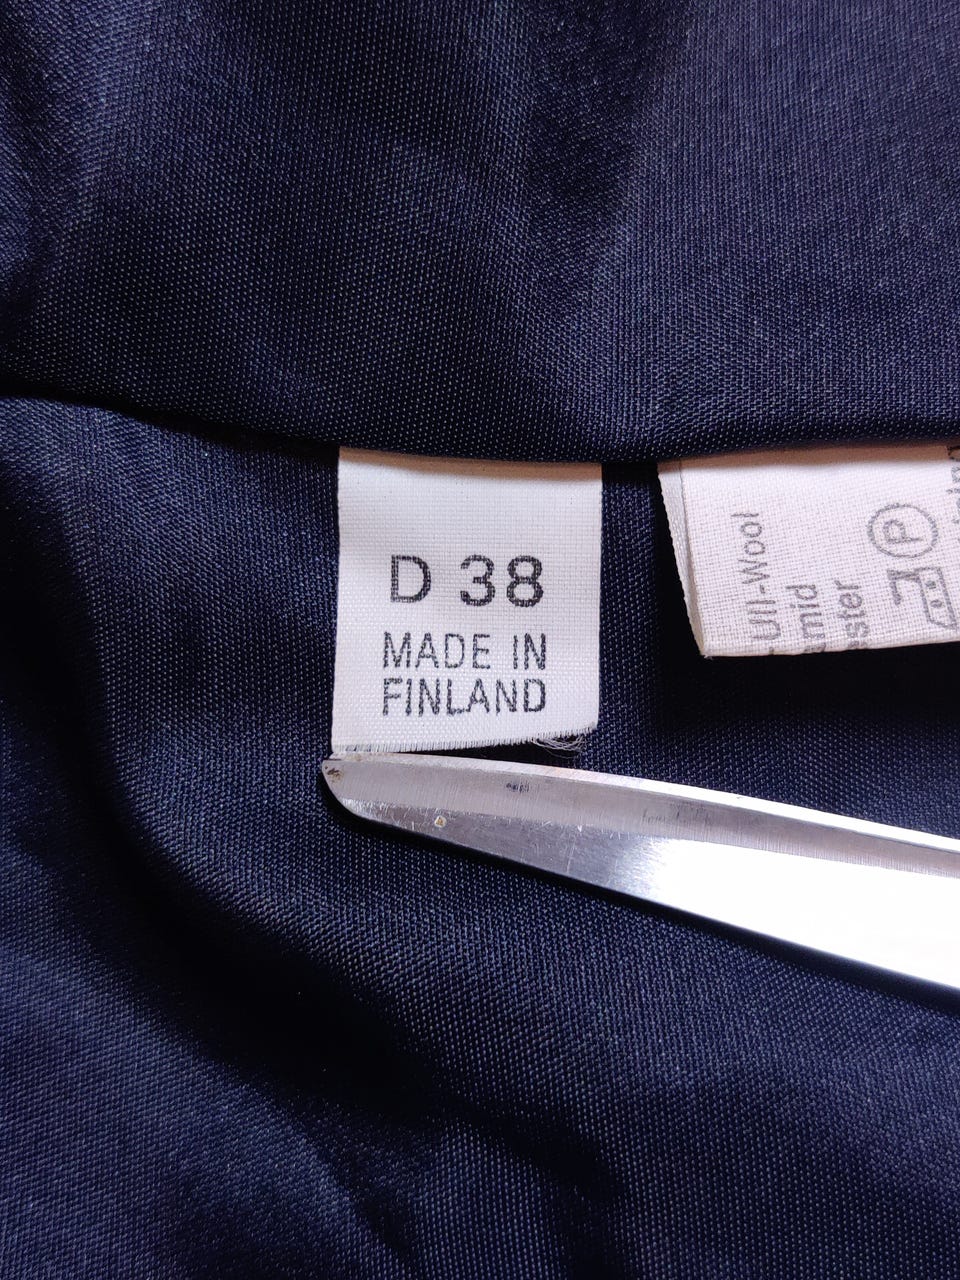 D 38
MADE IN
FINLAND
Ull-Wool
mid
ster
P